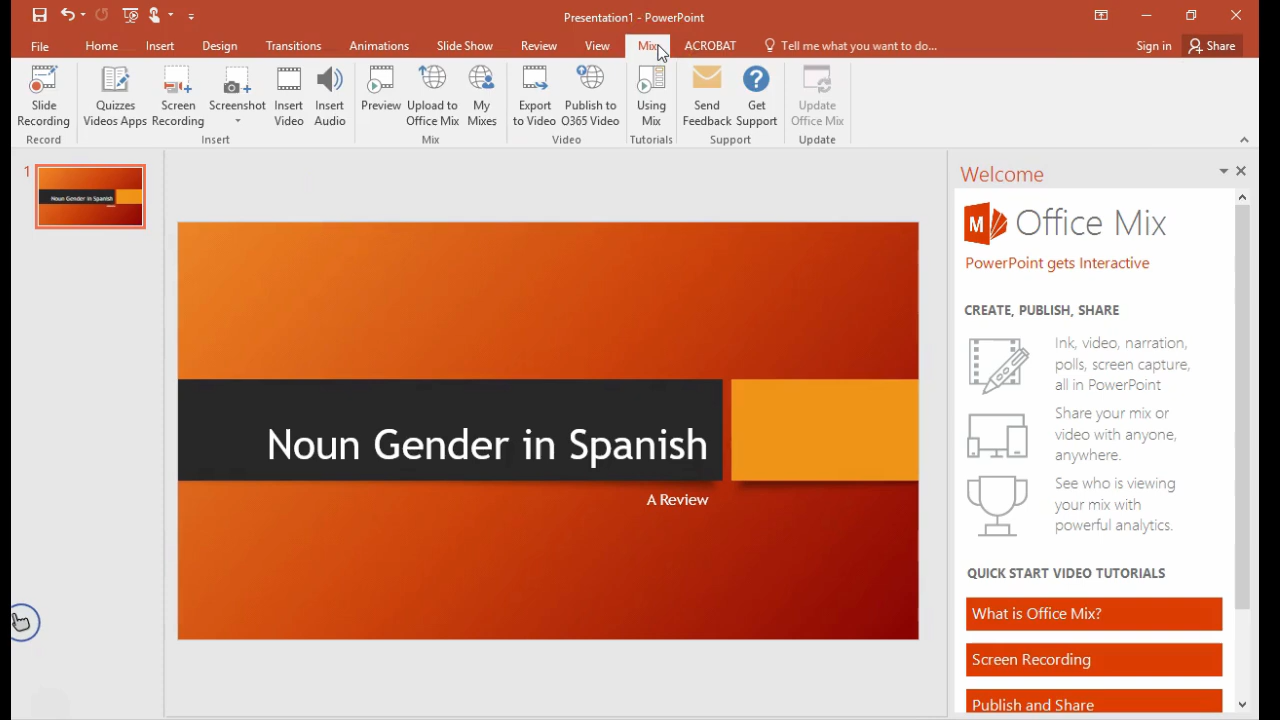 Presentation1 - PowerPoint
File Home Insert Design Transitions Animations Slide Show Review View Mix ACROBAT Tell me what you want to do... Sign in Share
Slide Recording
Quizzes Videos Apps
Screen Recording
Screenshot
Insert Video
Insert Audio
Preview
Upload to Office Mix
My Mixes
Export to Video
Publish to O365 Video
Using Mix
Send Feedback
Get Support
Update Office Mix
Record Insert Mix Video Tutorials Support Update
1
Noun Gender in Spanish
Noun Gender in Spanish
A Review
Welcome
M Office Mix
PowerPoint gets Interactive
CREATE, PUBLISH, SHARE
Ink, video, narration,
polls, screen capture,
all in PowerPoint
Share your mix or
video with anyone,
anywhere.
See who is viewing
your mix with
powerful analytics.
QUICK START VIDEO TUTORIALS
What is Office Mix?
Screen Recording
Publish and Share